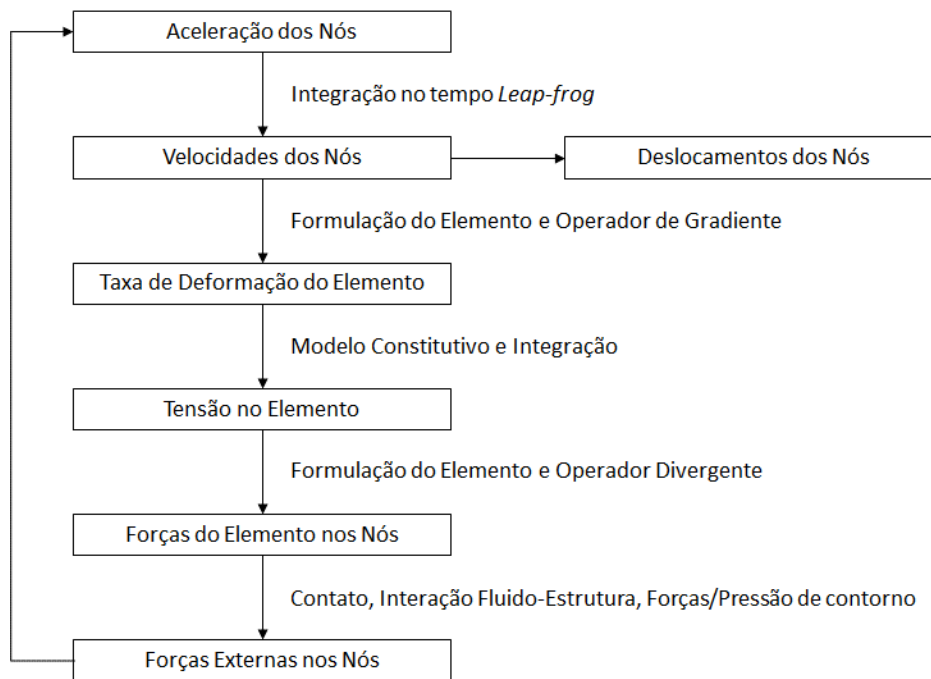 Aceleração dos Nós
Integração no tempo Leap-frog
Velocidades dos Nós
Deslocamentos dos Nós
Formulação do Elemento e Operador de Gradiente
Taxa de Deformação do Elemento
Modelo Constitutivo e Integração
Tensão no Elemento
Formulação do Elemento e Operador Divergente
Forças do Elemento nos Nós
Contato, Interação Fluido-Estrutura, Forças/Pressão de contorno
Forças Externas nos Nós